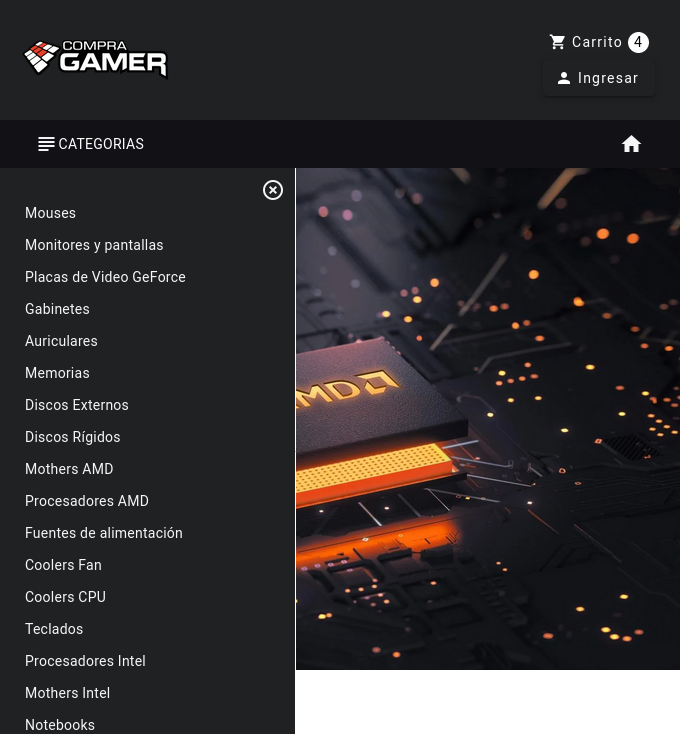 COMPRA
GAMER
Carrito 4
Ingresar
CATEGORIAS
Mouses
Monitores y pantallas
Placas de Video GeForce
Gabinetes
Auriculares
Memorias
Discos Externos
Discos Rígidos
Mothers AMD
Procesadores AMD
Fuentes de alimentación
Coolers Fan
Coolers CPU
Teclados
Procesadores Intel
Mothers Intel
Notebooks
MD